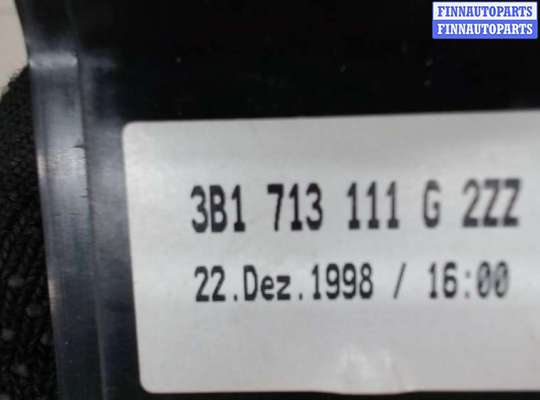 FINNAUTOPARTS
FINNAUTOPARTS
3B1 713 111 G 2ZZ
22.Dez.1998 / 16:00